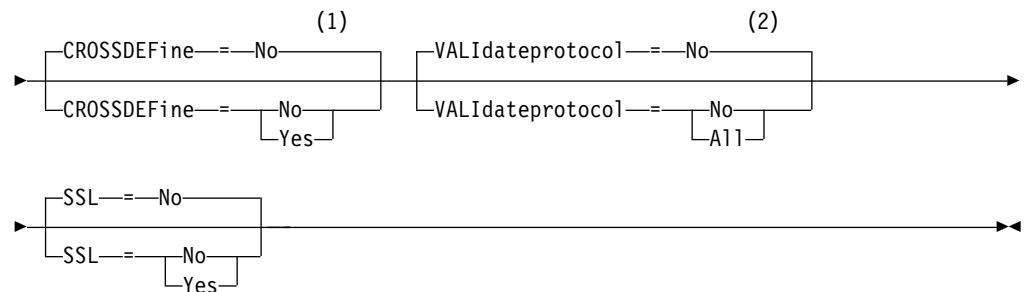 (1) (2)
CROSSDEFine = No VALIdateprotocol = No
CROSSDEFine = No VALIdateprotocol = No
Yes All
SSL = No
SSL = No
Yes